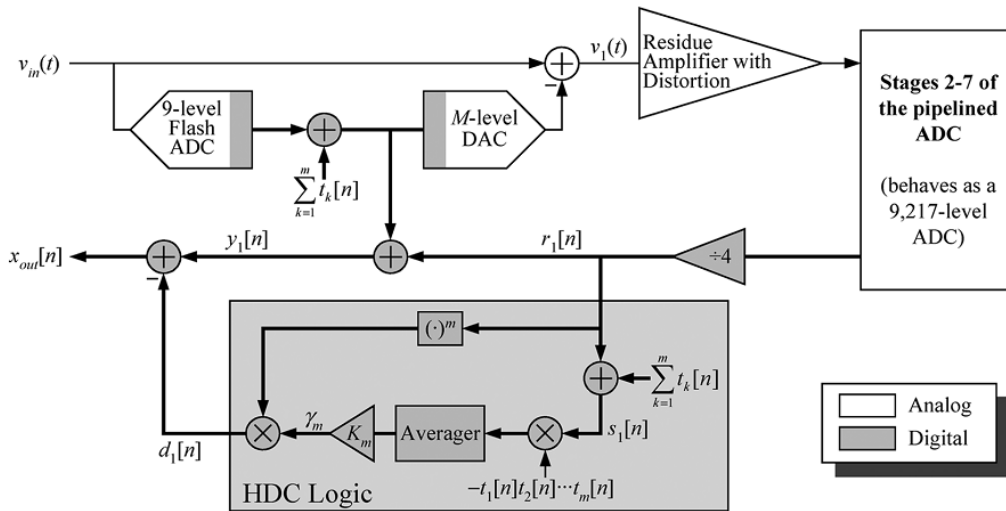 v_in(t)
v_1(t)
Residue
Amplifier with
Distortion
Stages 2-7 of
the pipelined
ADC
(behaves as a
9,217-level
ADC)
9-level
Flash
ADC
+
M-level
DAC
+
−
\sum_{k=1}^{m} t_k[n]
x_out[n]
+
−
y_1[n]
+
r_1[n]
÷4
(·)^m
+
\sum_{k=1}^{m} t_k[n]
d_1[n]
×
γ_m
K_m
Averager
×
s_1[n]
−t_1[n]t_2[n]···t_m[n]
HDC Logic
Analog
Digital